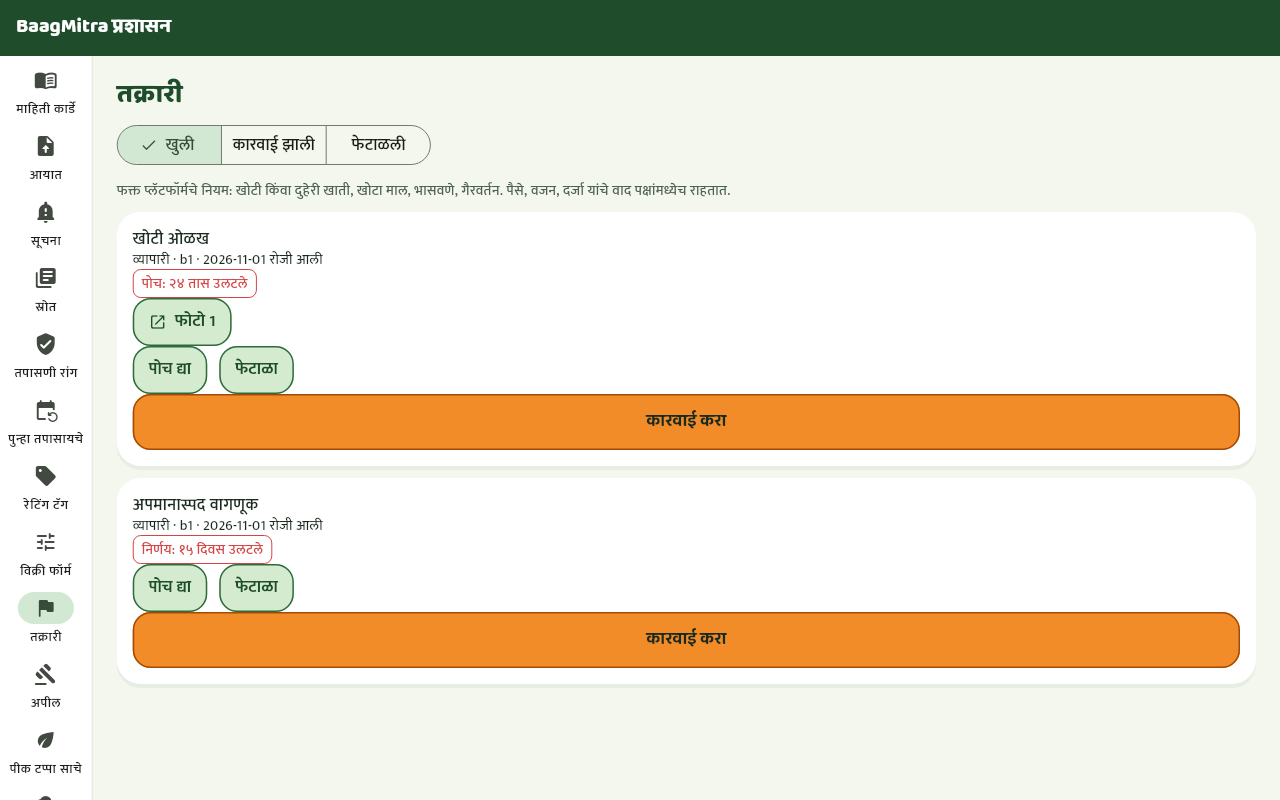 BaagMitra प्रशासन
माहिती कार्डे
आयात
सूचना
स्रोत
तपासणी रांग
पुन्हा तपासायचे
रेटिंग टॅग
विक्री फॉर्म
तक्रारी
अपील
पीक टप्पा साचे
तक्रारी
खुली
कारवाई झाली
फेटाळली
फक्त प्लॅटफॉर्मचे नियम: खोटी किंवा दुहेरी खाती, खोटा माल, भासवणे, गैरवर्तन. पैसे, वजन, दर्जा यांचे वाद पक्षांमध्येच राहतात.
खोटी ओळख
व्यापारी · b1 · 2026-11-01 रोजी आली
पोच: २४ तास उलटले
फोटो 1
पोच द्या
फेटाळा
कारवाई करा
अपमानास्पद वागणूक
व्यापारी · b1 · 2026-11-01 रोजी आली
निर्णय: १५ दिवस उलटले
पोच द्या
फेटाळा
कारवाई करा